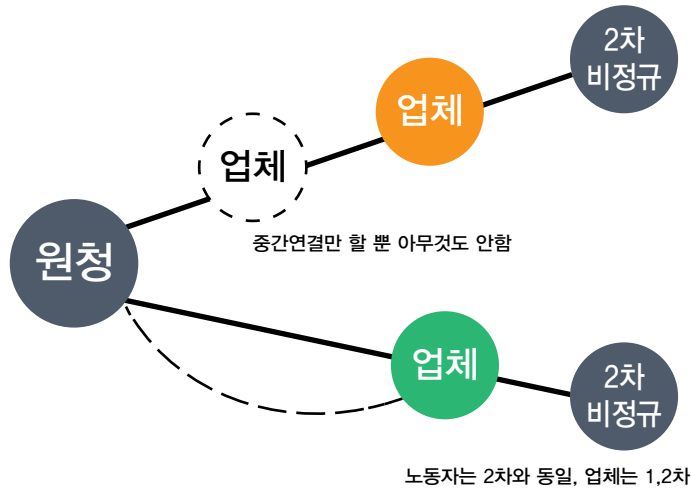 2차
비정규
업체
업체
중간연결만 할 뿐 아무것도 안함
원청
업체
2차
비정규
노동자는 2차와 동일, 업체는 1,2차